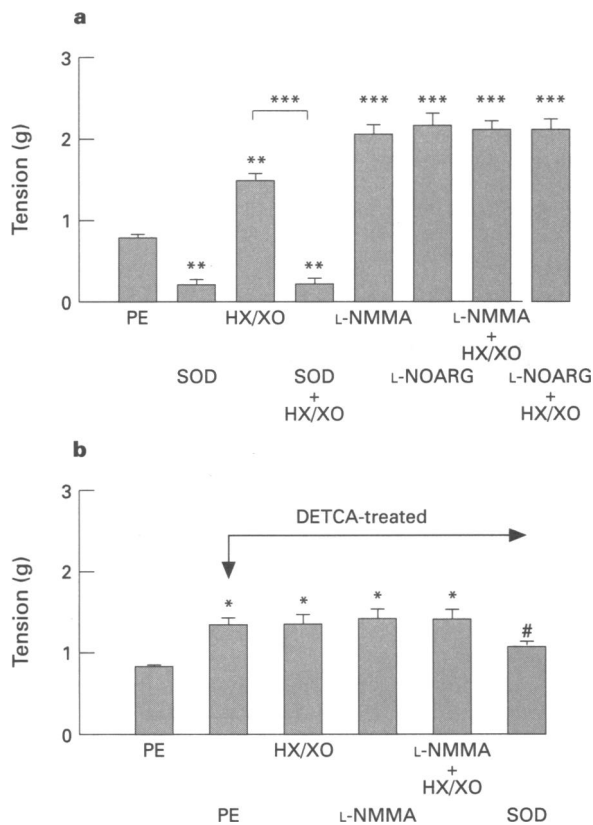 a
Tension (g)
3
2
1
0
**
**
***
**
***
***
***
***
PE
HX/XO
L-NMMA
L-NMMA
+
HX/XO
SOD
SOD
+
HX/XO
L-NOARG
L-NOARG
+
HX/XO
b
Tension (g)
3
2
1
0
DETCA-treated
*
*
*
*
#
PE
HX/XO
L-NMMA
+
HX/XO
PE
L-NMMA
SOD